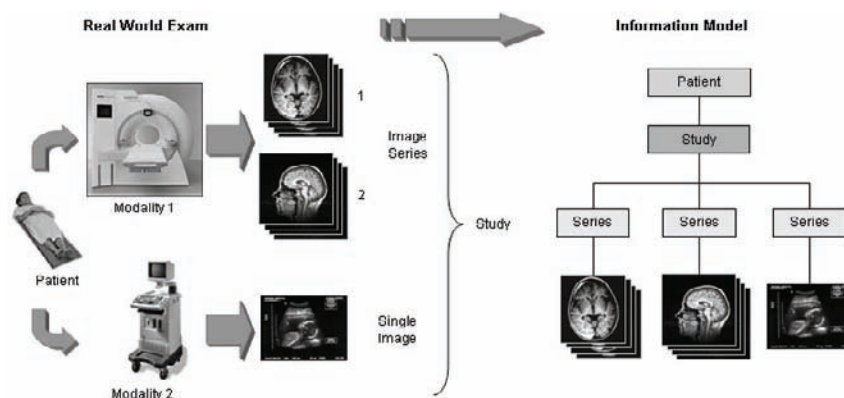 Real World Exam
Information Model
1
Image
Series
2
Modality 1
Patient
Study
Single
Image
Modality 2
Patient
Study
Series
Series
Series